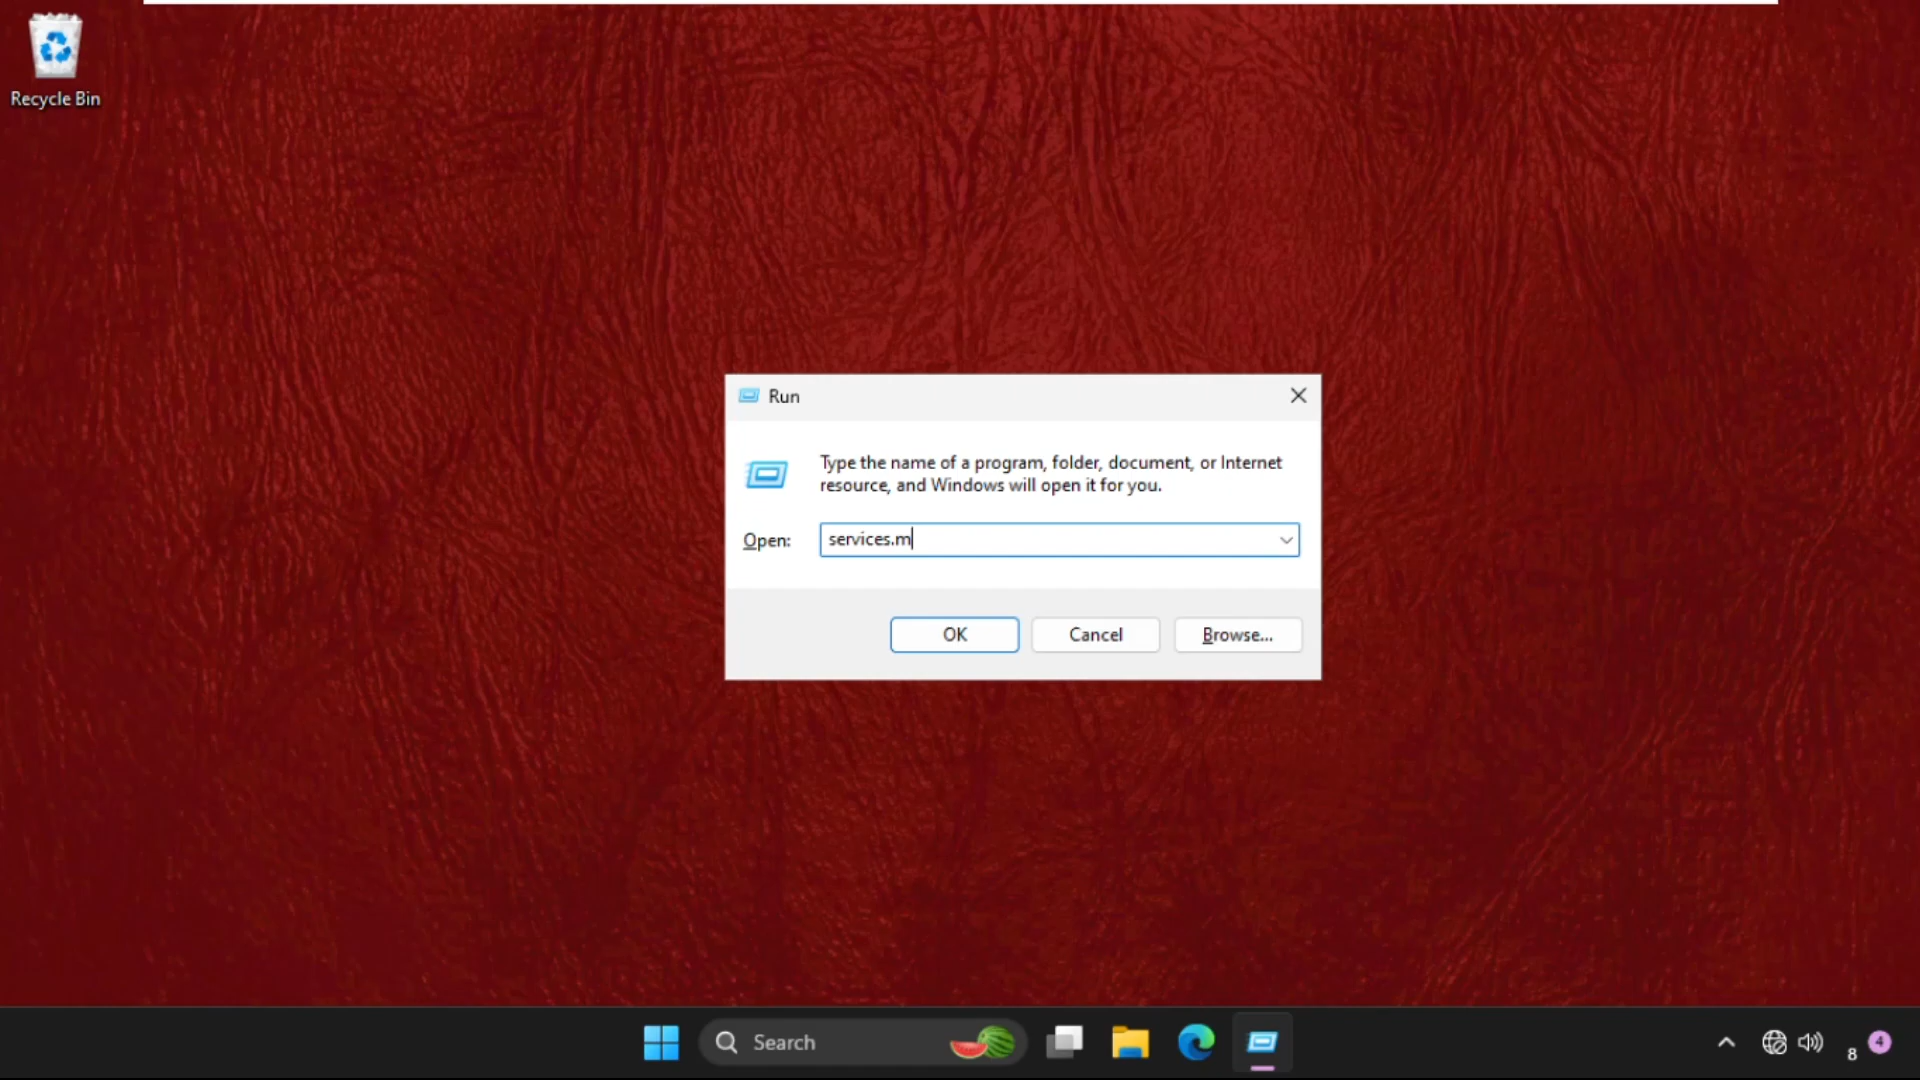 Recycle Bin
Run
Type the name of a program, folder, document, or Internet
resource, and Windows will open it for you.
Open:
services.m
OK
Cancel
Browse...
Search
8
4